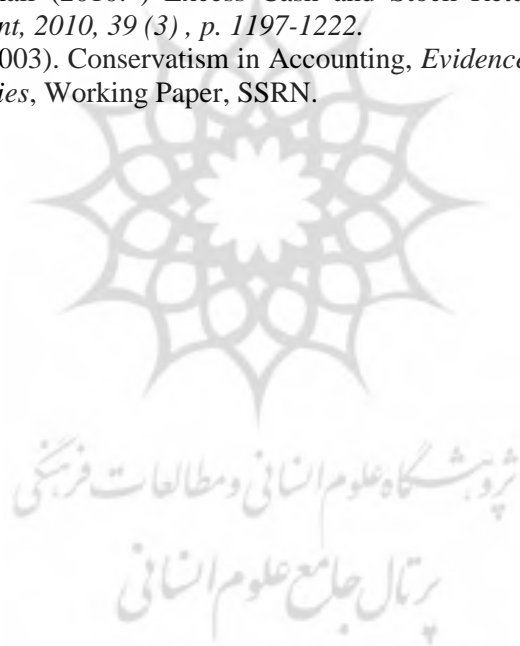 (2010. ) Excess Cash and Stock
nt, 2010, 39 (3) , p. 1197-1222.
003). Conservatism in Accounting, Evidence
ies, Working Paper, SSRN.
پژوهشگاه علوم انسانی و مطالعات فرهنگی
پرتال جامع علوم انسانی